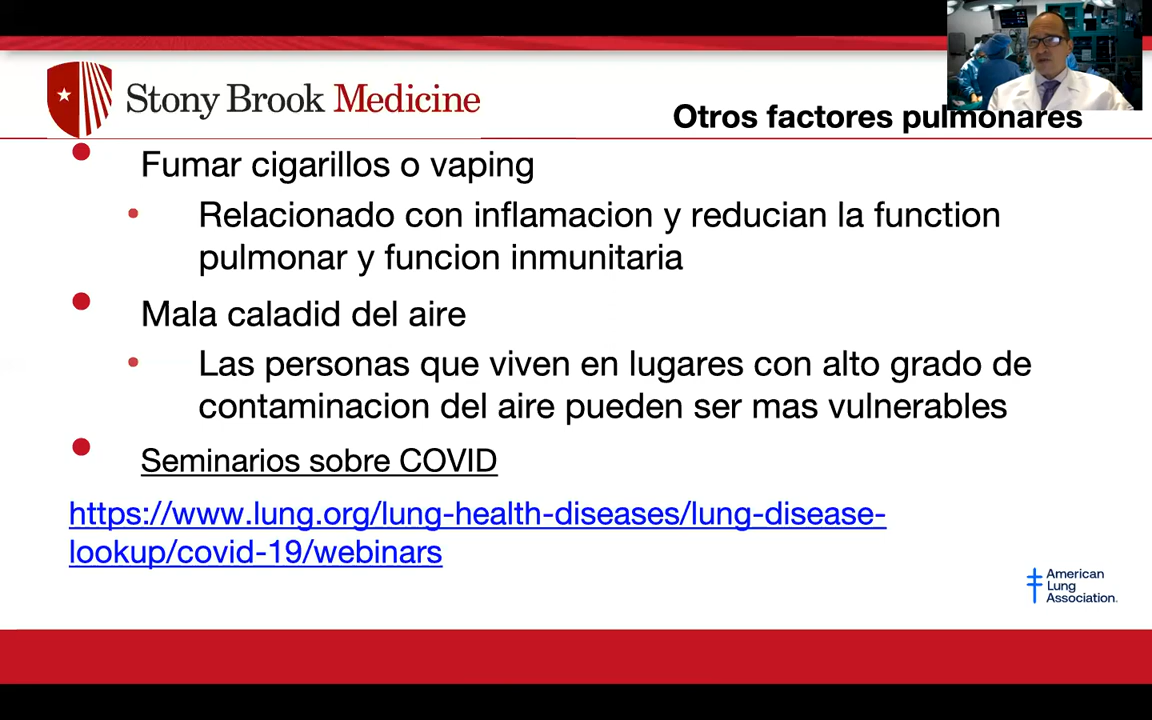 Stony Brook Medicine
Otros factores pulmonares
Fumar cigarillos o vaping
Relacionado con inflamacion y reducian la function
pulmonar y funcion inmunitaria
Mala caladid del aire
Las personas que viven en lugares con alto grado de
contaminacion del aire pueden ser mas vulnerables
Seminarios sobre COVID
https://www.lung.org/lung-health-diseases/lung-disease-
lookup/covid-19/webinars
American
Lung
Association.